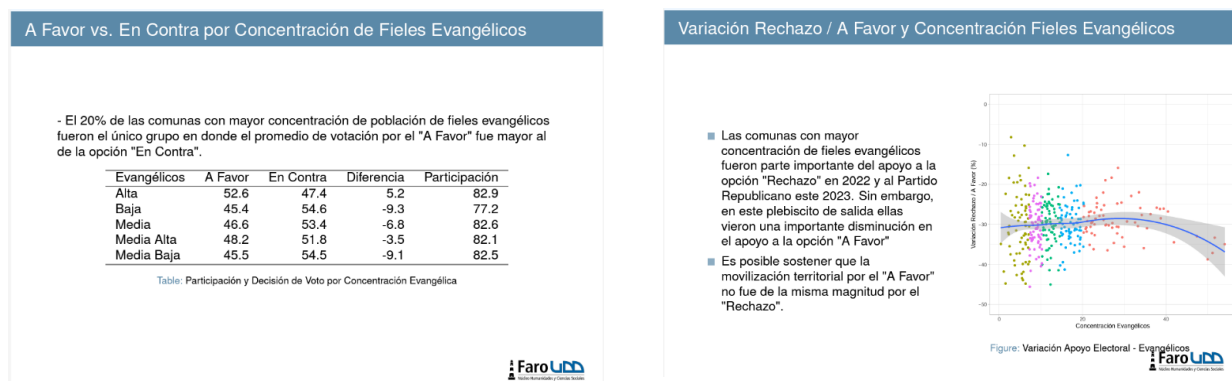 A Favor vs. En Contra por Concentración de Fieles Evangélicos
- El 20% de las comunas con mayor concentración de población de fieles evangélicos
fueron el único grupo en donde el promedio de votación por el "A Favor" fue mayor al
de la opción "En Contra".
Evangélicos A Favor En Contra Diferencia Participación
Alta 52.6 47.4 5.2 82.9
Baja 45.4 54.6 -9.3 77.2
Media 46.6 53.4 -6.8 82.6
Media Alta 48.2 51.8 -3.5 82.1
Media Baja 45.5 54.5 -9.1 82.5
Table: Participación y Decisión de Voto por Concentración Evangélica
Faro UDD
Núcleo Humanidades y Ciencias Sociales
Variación Rechazo / A Favor y Concentración Fieles Evangélicos
Las comunas con mayor
concentración de fieles evangélicos
fueron parte importante del apoyo a la
opción "Rechazo" en 2022 y al Partido
Republicano este 2023. Sin embargo,
en este plebiscito de salida ellas
vieron una importante disminución en
el apoyo a la opción "A Favor"
Es posible sostener que la
movilización territorial por el "A Favor"
no fue de la misma magnitud por el
"Rechazo".
Variación Rechazo / A Favor (%)
0
-10
-20
-30
-40
-50
0 20 40
Concentración Evangélicos
Figure: Variación Apoyo Electoral - Evangélicos
Faro UDD
Núcleo Humanidades y Ciencias Sociales